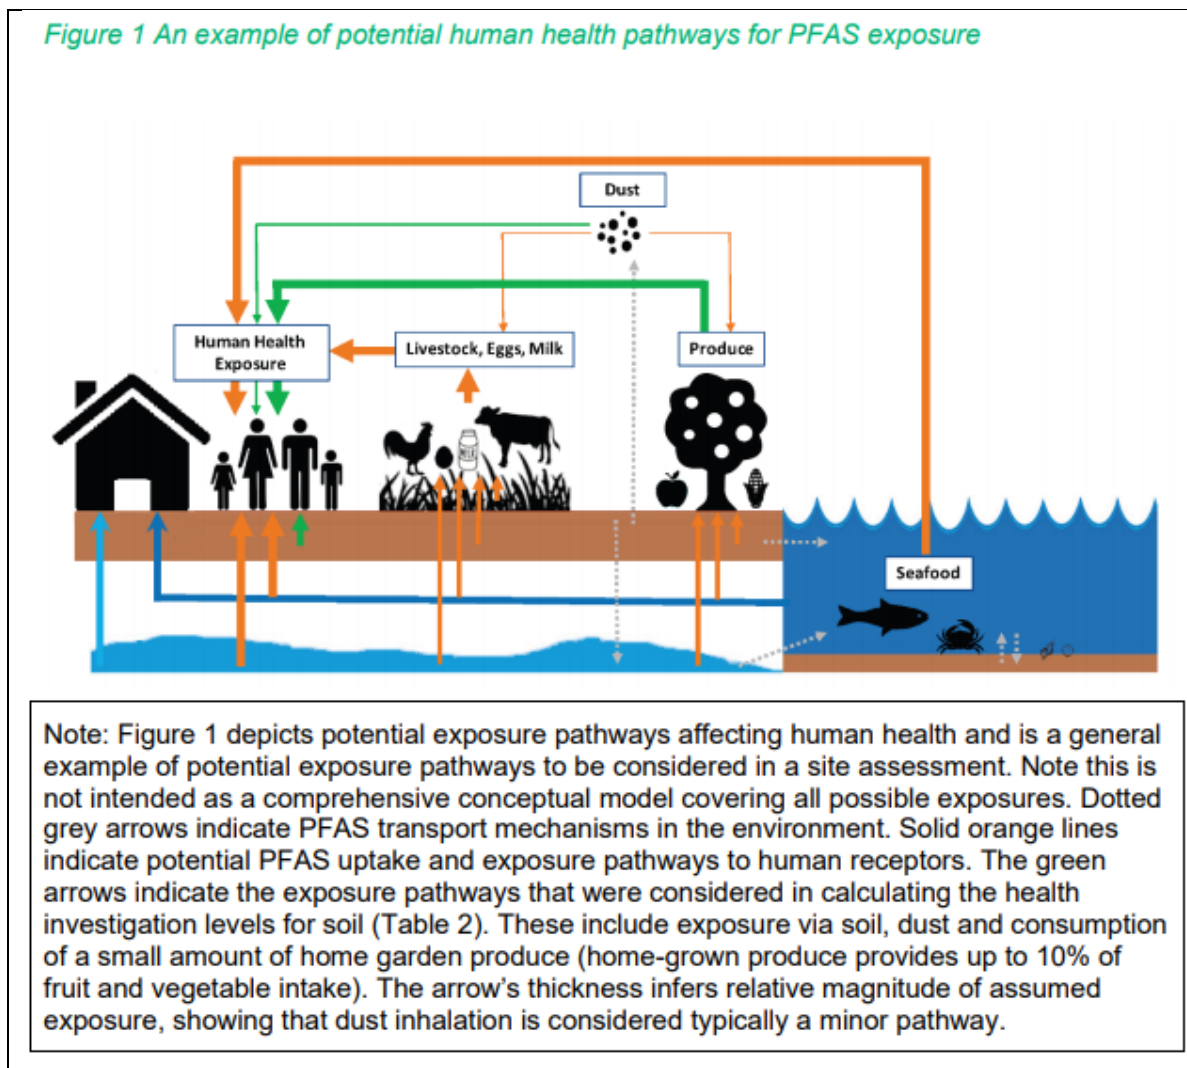 Figure 1 An example of potential human health pathways for PFAS exposure
Dust
Human Health
Exposure
Livestock, Eggs, Milk
Produce
MILK
Seafood
Note: Figure 1 depicts potential exposure pathways affecting human health and is a general
example of potential exposure pathways to be considered in a site assessment. Note this is
not intended as a comprehensive conceptual model covering all possible exposures. Dotted
grey arrows indicate PFAS transport mechanisms in the environment. Solid orange lines
indicate potential PFAS uptake and exposure pathways to human receptors. The green
arrows indicate the exposure pathways that were considered in calculating the health
investigation levels for soil (Table 2). These include exposure via soil, dust and consumption
of a small amount of home garden produce (home-grown produce provides up to 10% of
fruit and vegetable intake). The arrow’s thickness infers relative magnitude of assumed
exposure, showing that dust inhalation is considered typically a minor pathway.